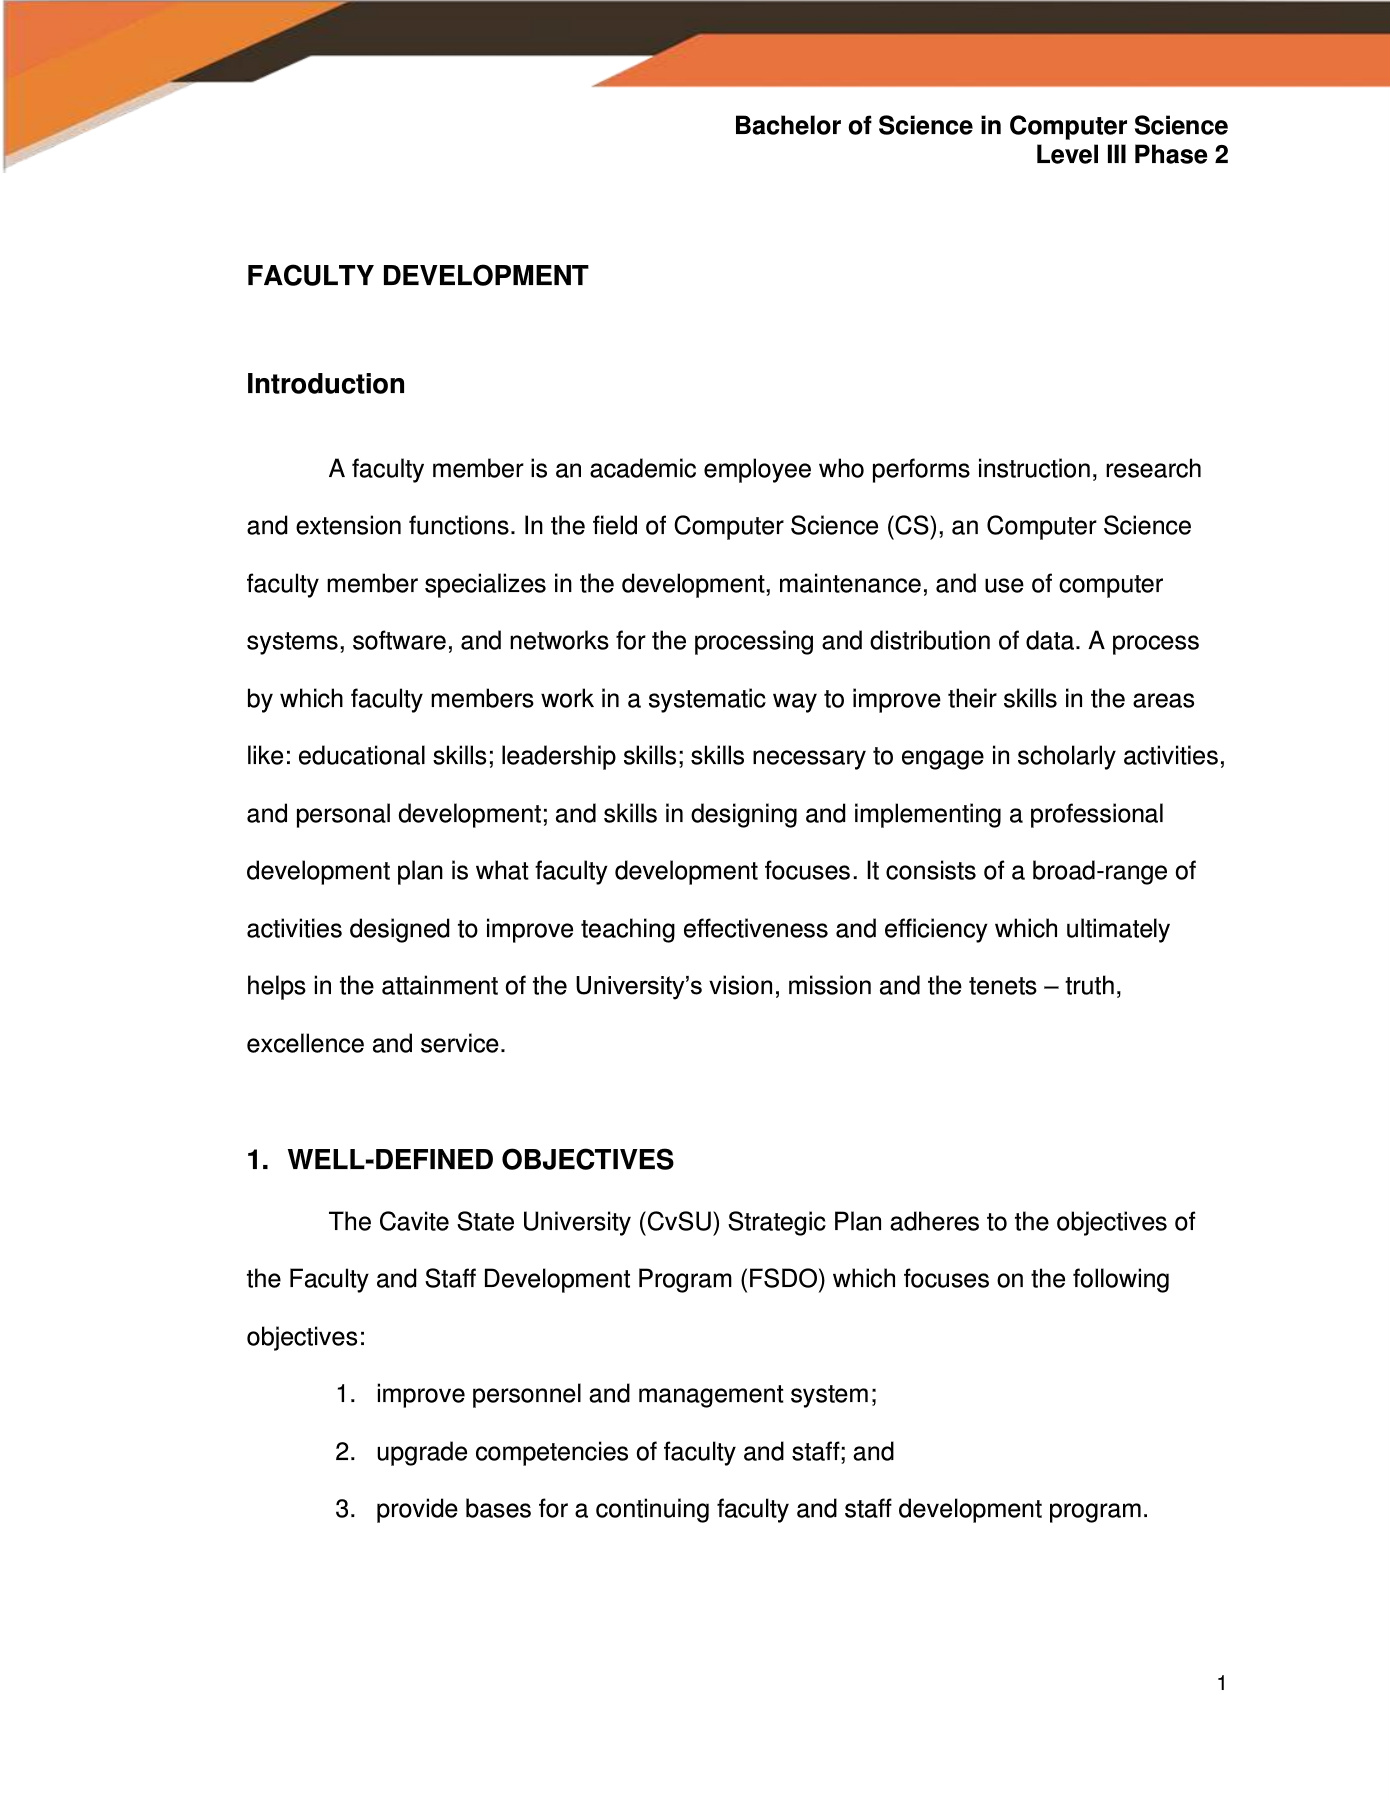 Bachelor of Science in Computer Science
Level III Phase 2
FACULTY DEVELOPMENT
Introduction
A faculty member is an academic employee who performs instruction, research
and extension functions. In the field of Computer Science (CS), an Computer Science
faculty member specializes in the development, maintenance, and use of computer
systems, software, and networks for the processing and distribution of data. A process
by which faculty members work in a systematic way to improve their skills in the areas
like: educational skills; leadership skills; skills necessary to engage in scholarly activities,
and personal development; and skills in designing and implementing a professional
development plan is what faculty development focuses. It consists of a broad-range of
activities designed to improve teaching effectiveness and efficiency which ultimately
helps in the attainment of the University’s vision, mission and the tenets – truth,
excellence and service.
1. WELL-DEFINED OBJECTIVES
The Cavite State University (CvSU) Strategic Plan adheres to the objectives of
the Faculty and Staff Development Program (FSDO) which focuses on the following
objectives:
1. improve personnel and management system;
2. upgrade competencies of faculty and staff; and
3. provide bases for a continuing faculty and staff development program.
1